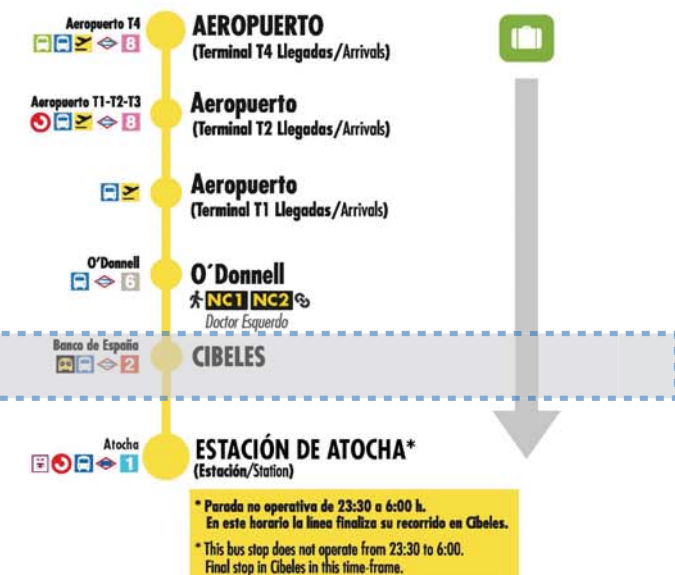 Aeropuerto T4
8
AEROPUERTO
(Terminal T4 Llegadas/Arrivals)
Aeropuerto T1-T2-T3
8
Aeropuerto
(Terminal T2 Llegadas/Arrivals)
Aeropuerto
(Terminal T1 Llegadas/Arrivals)
O'Donnell
6
O´Donnell
NC1 NC2
Doctor Esquerdo
Banco de España
2
CIBELES
Atocha
1
ESTACIÓN DE ATOCHA*
(Estación/Station)
* Parada no operativa de 23:30 a 6:00 h.
En este horario la línea finaliza su recorrido en Cibeles.
* This bus stop does not operate from 23:30 to 6:00.
Final stop in Cibeles in this time-frame.